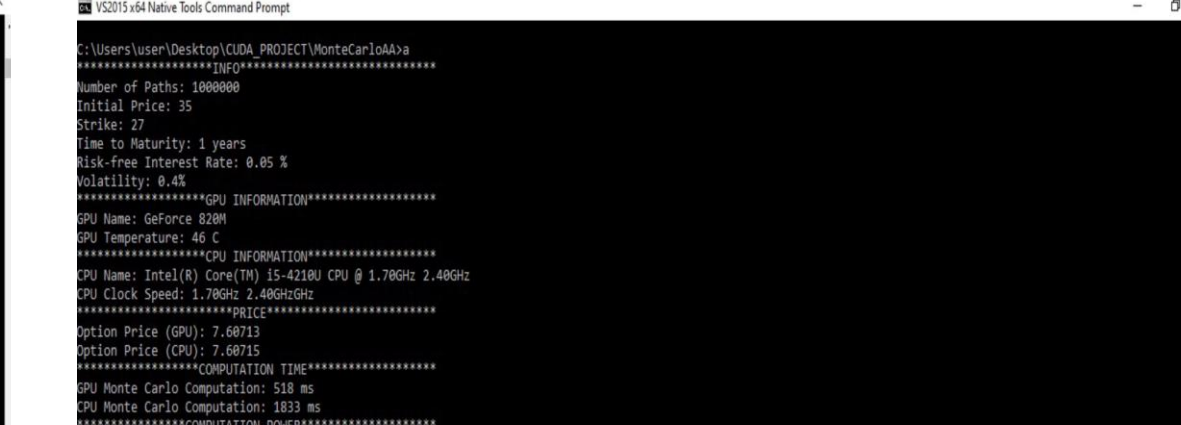 VS2015 x64 Native Tools Command Prompt
C:\Users\user\Desktop\CUDA_PROJECT\MonteCarloAA>a
********************INFO*****************************
Number of Paths: 1000000
Initial Price: 35
Strike: 27
Time to Maturity: 1 years
Risk-free Interest Rate: 0.05 %
Volatility: 0.4%
*******************GPU INFORMATION*******************
GPU Name: GeForce 820M
GPU Temperature: 46 C
*******************CPU INFORMATION*******************
CPU Name: Intel(R) Core(TM) i5-4210U CPU @ 1.70GHz 2.40GHz
CPU Clock Speed: 1.70GHz 2.40GHzGHz
***********************PRICE*************************
Option Price (GPU): 7.60713
Option Price (CPU): 7.60715
******************COMPUTATION TIME*******************
GPU Monte Carlo Computation: 518 ms
CPU Monte Carlo Computation: 1833 ms
****************COMPUTATION POWER********************